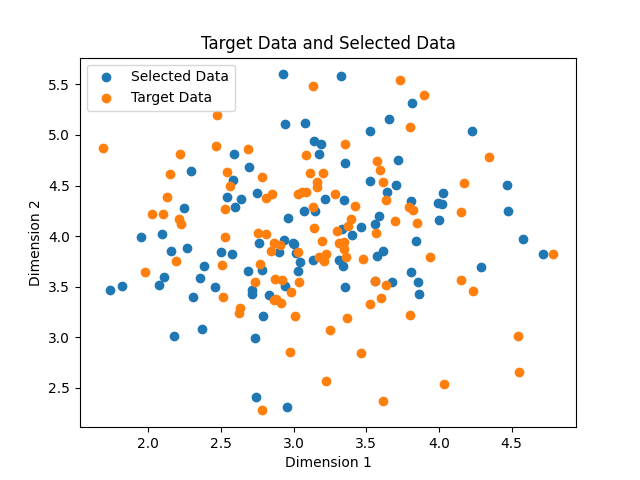 Target Data and Selected Data
Selected Data
Target Data
Dimension 2
5.5
5.0
4.5
4.0
3.5
3.0
2.5
2.0 2.5 3.0 3.5 4.0 4.5
Dimension 1